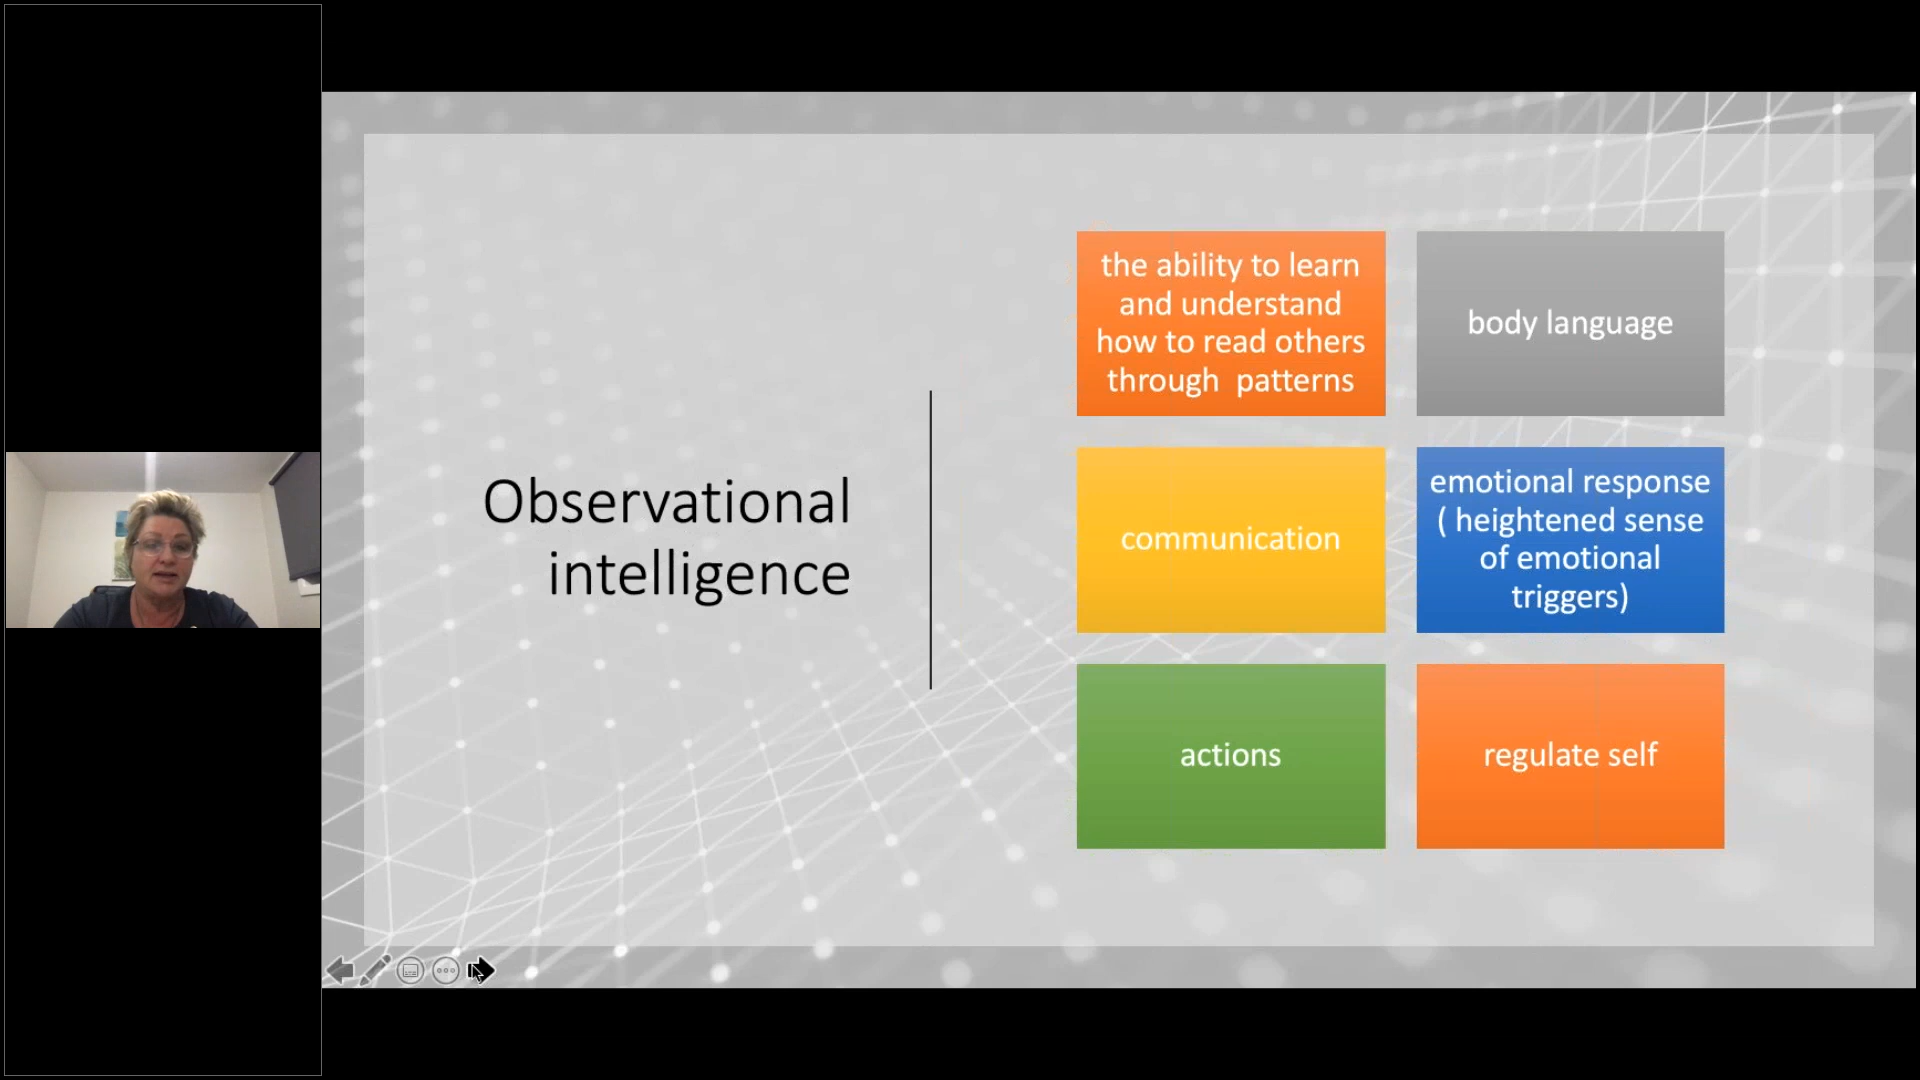 Observational
intelligence
the ability to learn
and understand
how to read others
through  patterns
body language
communication
emotional response
( heightened sense
of emotional
triggers)
actions
regulate self